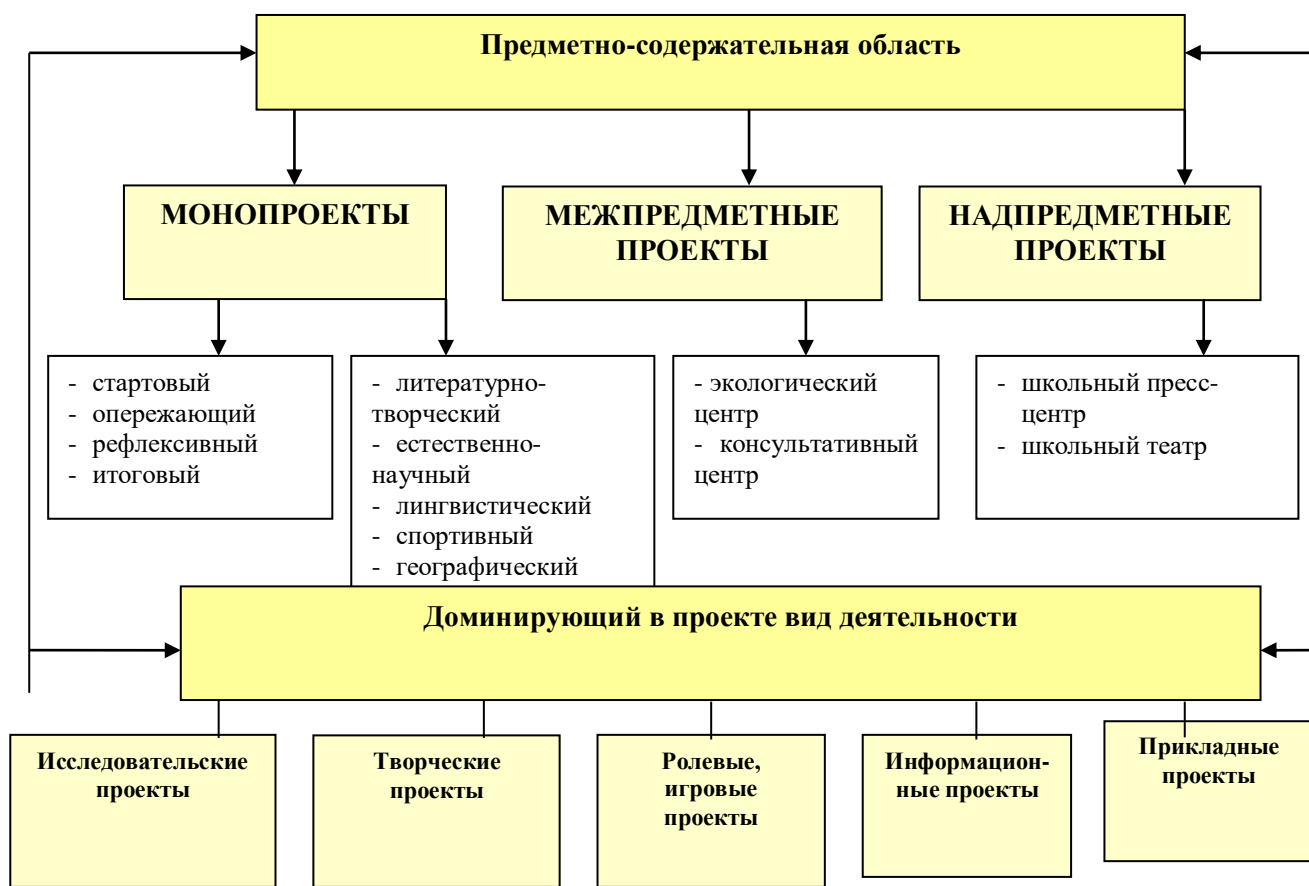 Предметно-содержательная область
МОНОПРОЕКТЫ
МЕЖПРЕДМЕТНЫЕ
ПРОЕКТЫ
НАДПРЕДМЕТНЫЕ
ПРОЕКТЫ
- стартовый
- опережающий
- рефлексивный
- итоговый
- литературно-
творческий
- естественно-
научный
- лингвистический
- спортивный
- географический
- экологический
центр
- консультативный
центр
- школьный пресс-
центр
- школьный театр
Доминирующий в проекте вид деятельности
Исследовательские
проекты
Творческие
проекты
Ролевые,
игровые
проекты
Информацион-
ные проекты
Прикладные
проекты